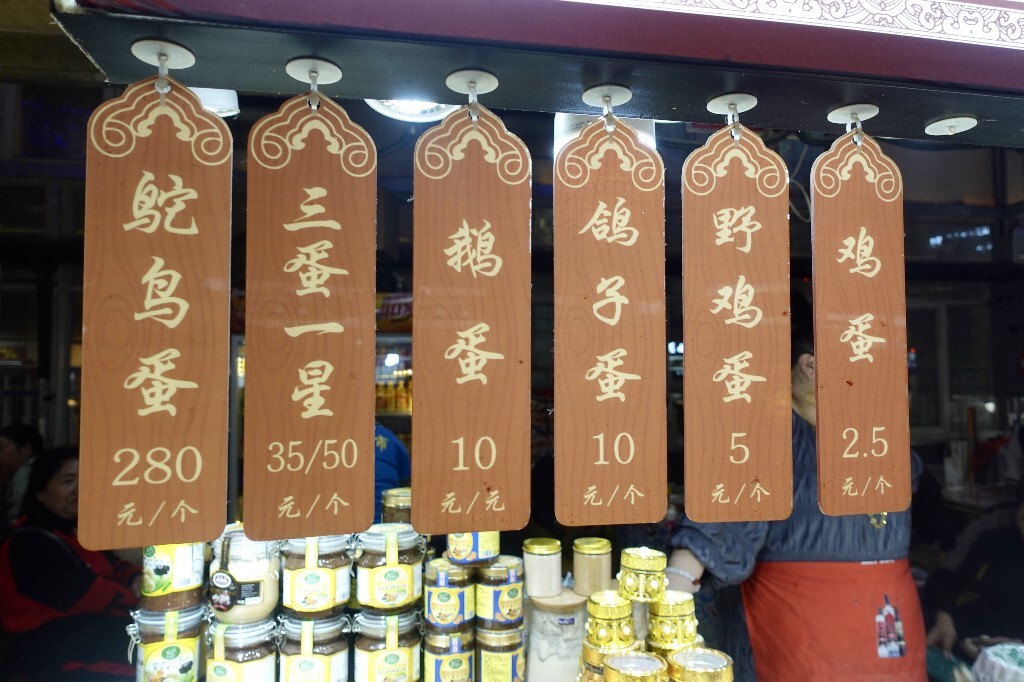 鸵鸟蛋
280
元/个
三蛋一星
35/50
元/个
鹅蛋
10
元/元
鸽子蛋
10
元/个
野鸡蛋
5
元/个
鸡蛋
2.5
元/个
市